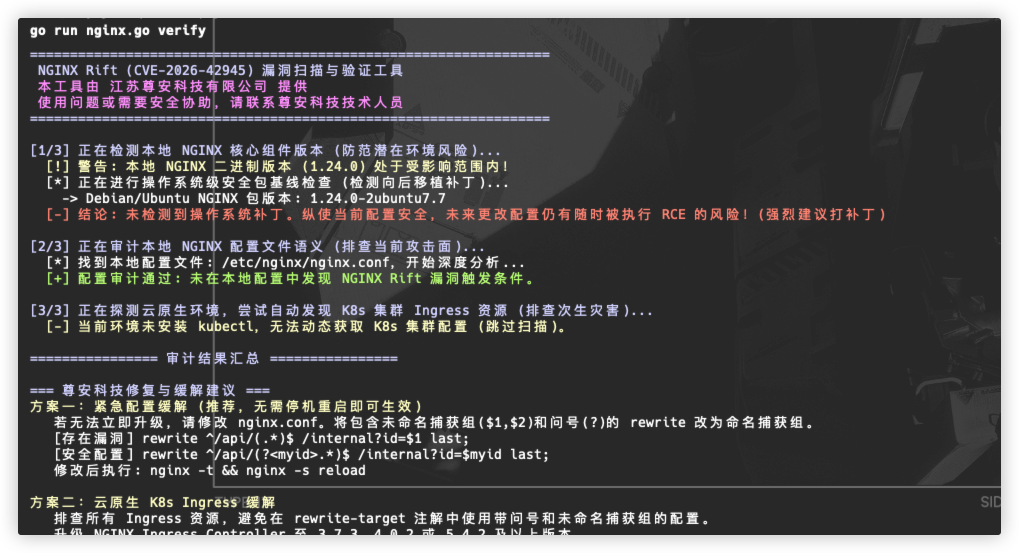 go run nginx.go verify
=================================================================
NGINX Rift (CVE-2026-42945) 漏洞扫描与验证工具
本工具由 江苏尊安科技有限公司 提供
使用问题或需要安全协助，请联系尊安科技技术人员
=================================================================
[1/3] 正在检测本地 NGINX 核心组件版本 (防范潜在环境风险)...
[!] 警告: 本地 NGINX 二进制版本 (1.24.0) 处于受影响范围内!
[*] 正在进行操作系统级安全包基线检查 (检测向后移植补丁)...
-> Debian/Ubuntu NGINX 包版本: 1.24.0-2ubuntu7.7
[-] 结论: 未检测到操作系统补丁。纵使当前配置安全，未来更改配置仍有随时被执行 RCE 的风险! (强烈建议打补丁)
[2/3] 正在审计本地 NGINX 配置文件语义 (排查当前攻击面)...
[*] 找到本地配置文件: /etc/nginx/nginx.conf, 开始深度分析...
[+] 配置审计通过: 未在本地配置中发现 NGINX Rift 漏洞触发条件。
[3/3] 正在探测云原生环境，尝试自动发现 K8s 集群 Ingress 资源 (排查次生灾害)...
[-] 当前环境未安装 kubectl，无法动态获取 K8s 集群配置 (跳过扫描)。
================ 审计结果汇总 ================
=== 尊安科技修复与缓解建议 ===
方案一: 紧急配置缓解 (推荐，无需停机重启即可生效)
若无法立即升级，请修改 nginx.conf。将包含未命名捕获组($1,$2)和问号(?)的 rewrite 改为命名捕获组。
[存在漏洞] rewrite ^/api/(.*)$ /internal?id=$1 last;
[安全配置] rewrite ^/api/(?<myid>.*)$ /internal?id=$myid last;
修改后执行: nginx -t && nginx -s reload
方案二: 云原生 K8s Ingress 缓解
排查所有 Ingress 资源，避免在 rewrite-target 注解中使用带问号和未命名捕获组的配置。
升级 NGINX Ingress Controller 至 3.7.3, 4.0.2 或 5.4.2 及以上版本
SID